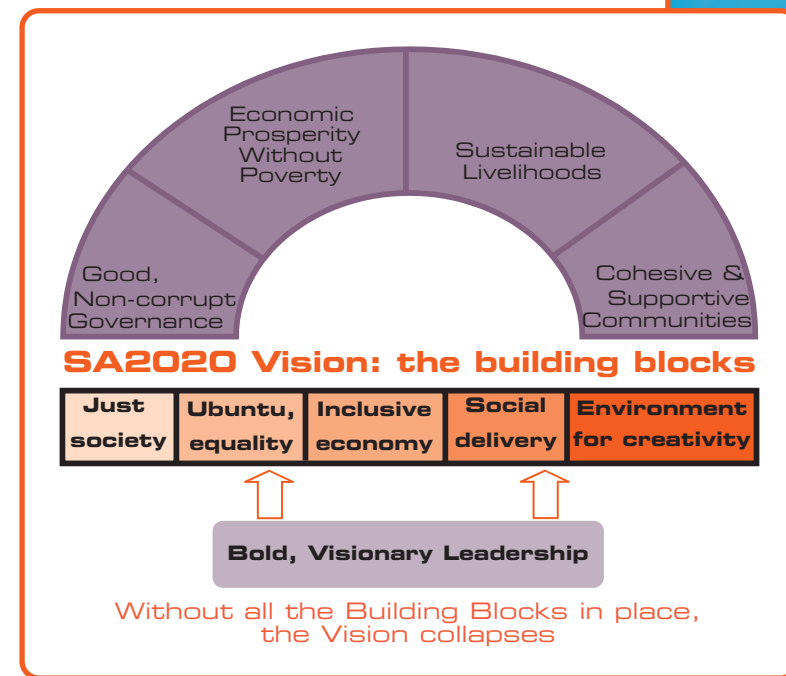 Economic
Prosperity
Without
Poverty
Sustainable
Livelihoods
Good,
Non-corrupt
Governance
Cohesive &
Supportive
Communities
SA2020 Vision: the building blocks
Just
society
Ubuntu,
equality
Inclusive
economy
Social
delivery
Environment
for creativity
Bold, Visionary Leadership
Without all the Building Blocks in place,
the Vision collapses